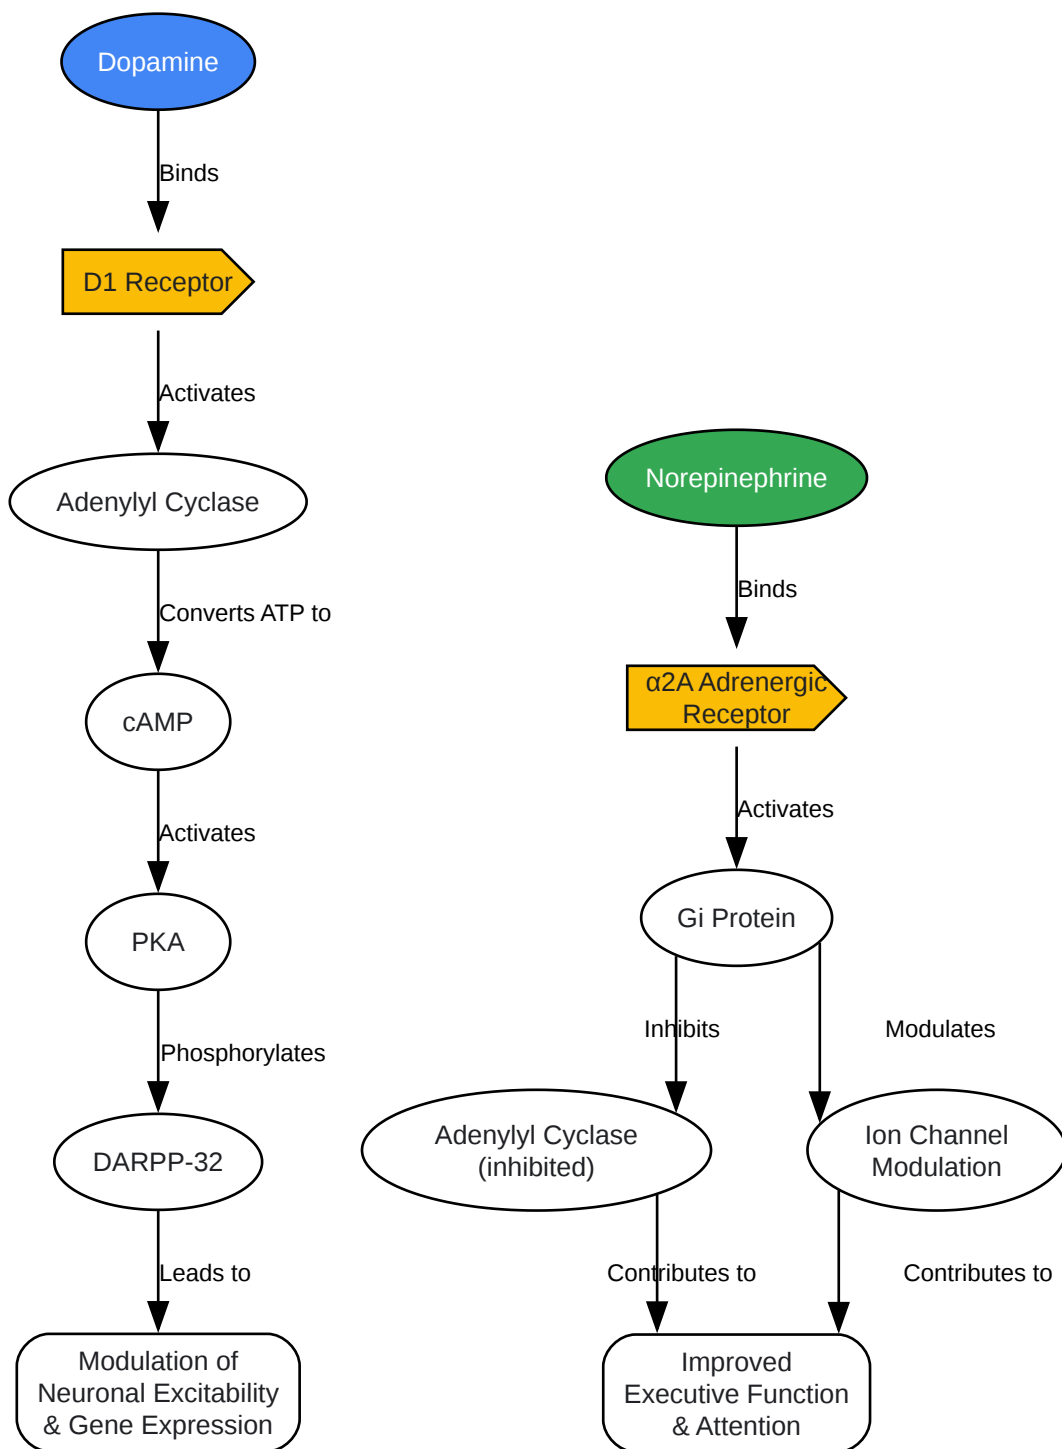 Dopamine
Binds
D1 Receptor
Activates
Adenylyl Cyclase
Converts ATP to
cAMP
Activates
PKA
Phosphorylates
DARPP-32
Leads to
Modulation of
Neuronal Excitability
& Gene Expression
Norepinephrine
Binds
α2A Adrenergic
Receptor
Activates
Gi Protein
Inhibits
Modulates
Adenylyl Cyclase
(inhibited)
Ion Channel
Modulation
Contributes to
Contributes to
Improved
Executive Function
& Attention